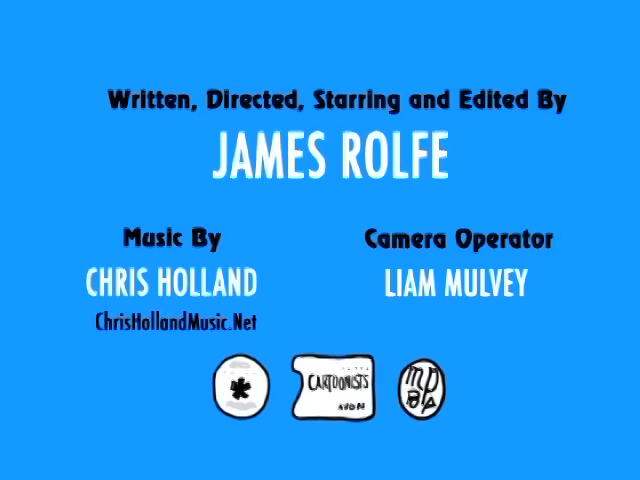 Written, Directed, Starring and Edited By
JAMES ROLFE
Music By
CHRIS HOLLAND
ChrisHollandMusic.Net
Camera Operator
LIAM MULVEY
CARTOONISTS